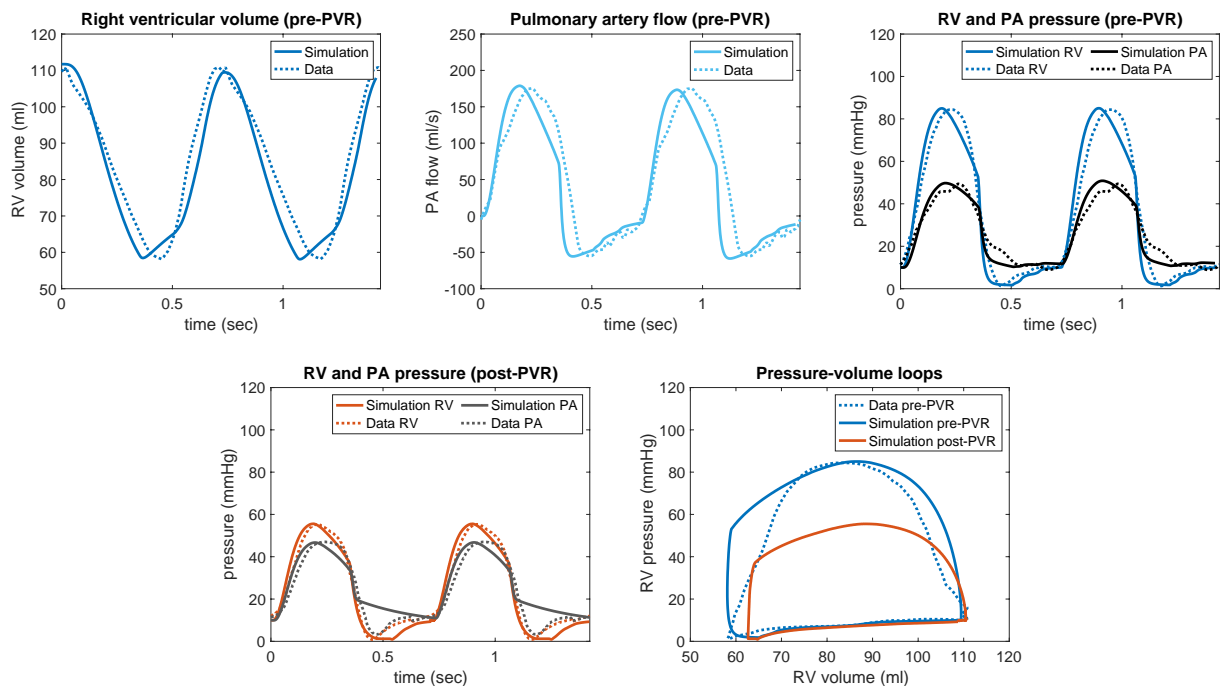 Right ventricular volume (pre-PVR)
120
110
100
90
80
70
60
50
RV volume (ml)
Simulation
Data
0
0.5
1
time (sec)
Pulmonary artery flow (pre-PVR)
250
200
150
100
50
0
-50
-100
PA flow (ml/s)
Simulation
Data
0
0.5
1
time (sec)
RV and PA pressure (pre-PVR)
120
100
80
60
40
20
0
pressure (mmHg)
Simulation RV
Data RV
Simulation PA
Data PA
0
0.5
1
time (sec)
RV and PA pressure (post-PVR)
120
100
80
60
40
20
0
pressure (mmHg)
Simulation RV
Data RV
Simulation PA
Data PA
0
0.5
1
time (sec)
Pressure-volume loops
120
100
80
60
40
20
0
RV pressure (mmHg)
Data pre-PVR
Simulation pre-PVR
Simulation post-PVR
50
60
70
80
90
100
110
120
RV volume (ml)